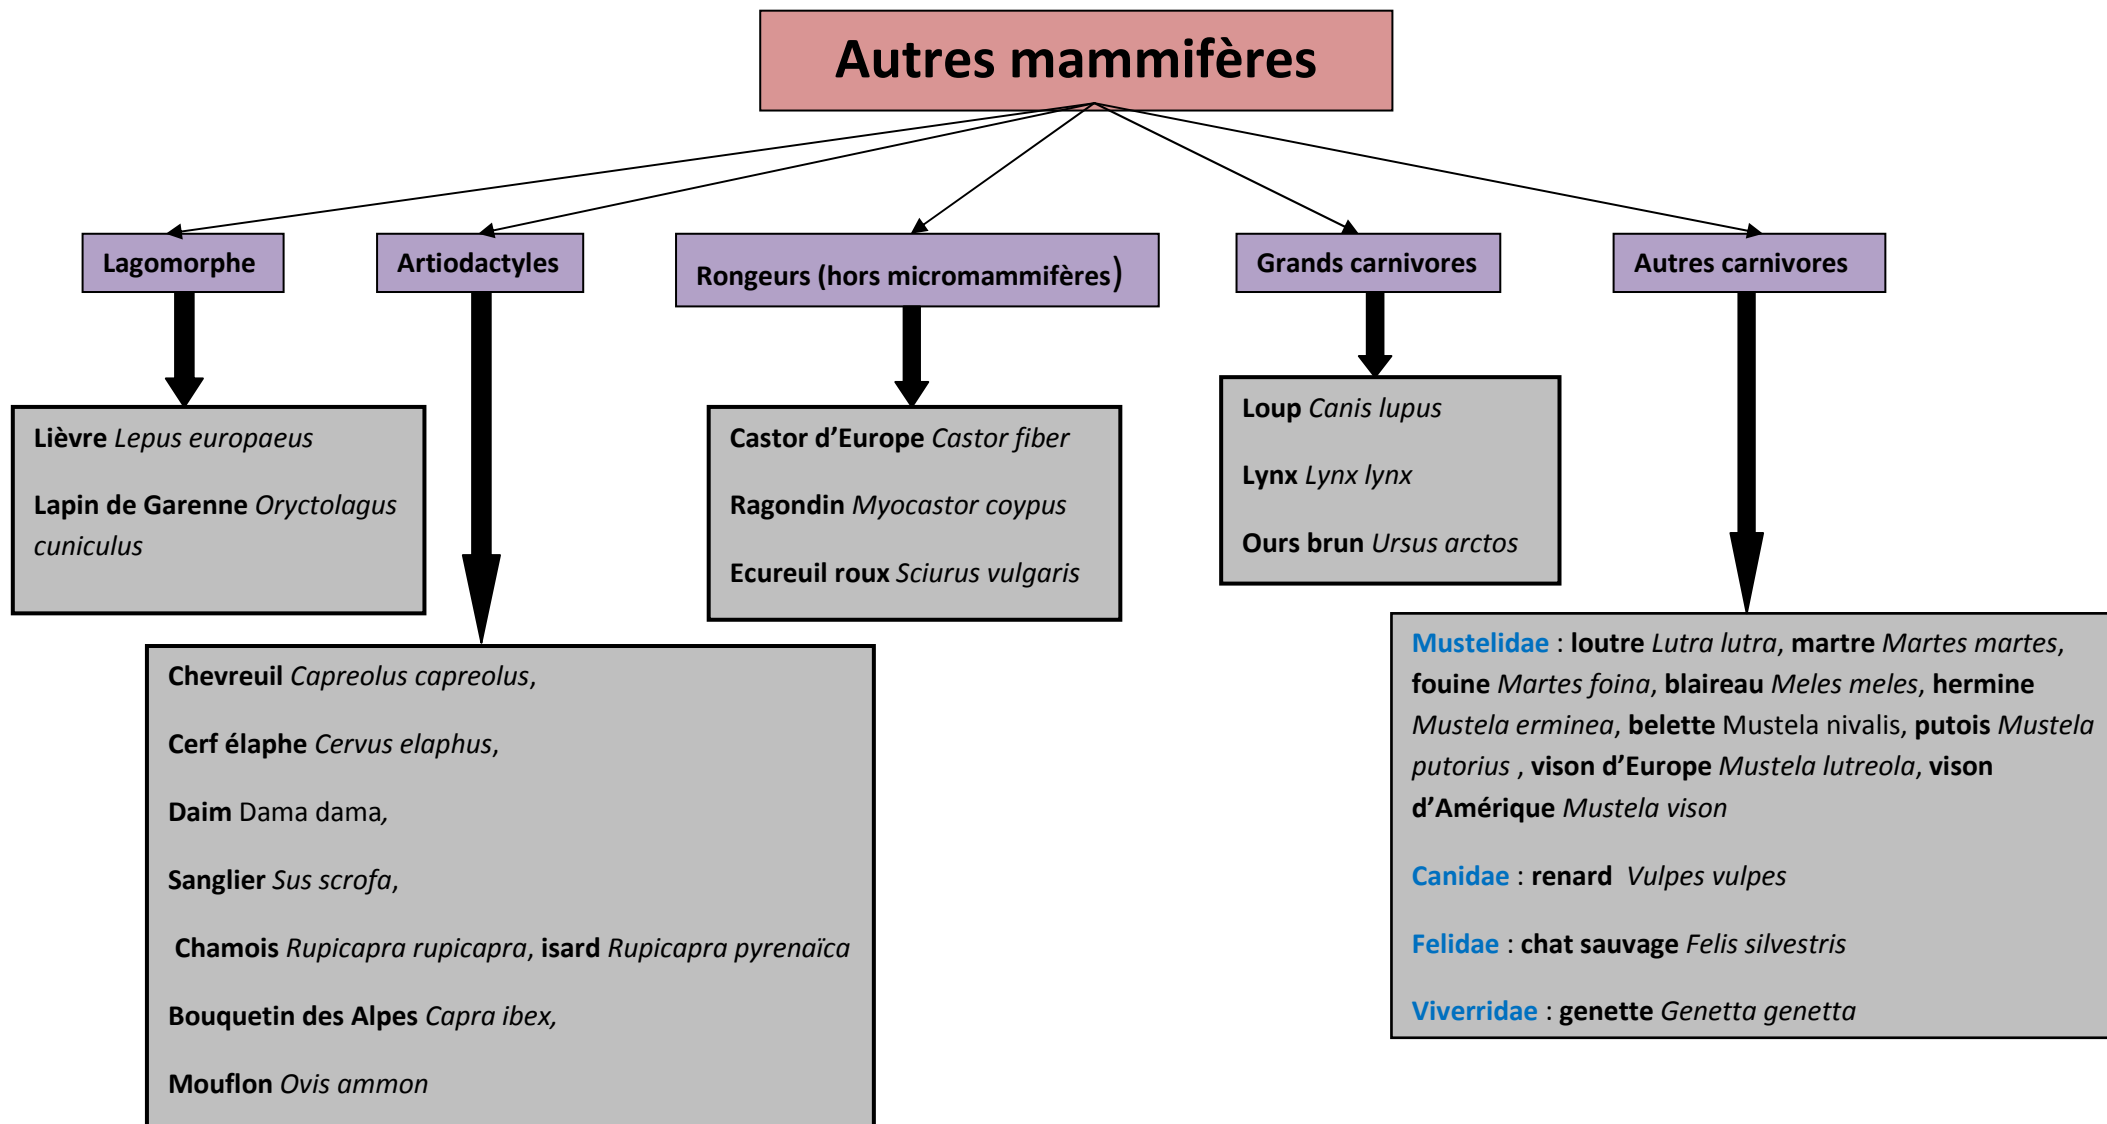 Autres mammifères
Lagomorphe
Artiodactyles
Rongeurs (hors micromammifères)
Grands carnivores
Autres carnivores
Lièvre Lepus europaeus
Lapin de Garenne Oryctolagus
cuniculus
Castor d’Europe Castor fiber
Ragondin Myocastor coypus
Ecureuil roux Sciurus vulgaris
Loup Canis lupus
Lynx Lynx lynx
Ours brun Ursus arctos
Chevreuil Capreolus capreolus,
Cerf élaphe Cervus elaphus,
Daim Dama dama,
Sanglier Sus scrofa,
Chamois Rupicapra rupicapra, isard Rupicapra pyrenaïca
Bouquetin des Alpes Capra ibex,
Mouflon Ovis ammon
Mustelidae : loutre Lutra lutra, martre Martes martes,
fouine Martes foina, blaireau Meles meles, hermine
Mustela erminea, belette Mustela nivalis, putois Mustela
putorius , vison d’Europe Mustela lutreola, vison
d’Amérique Mustela vison
Canidae : renard  Vulpes vulpes
Felidae : chat sauvage Felis silvestris
Viverridae : genette Genetta genetta